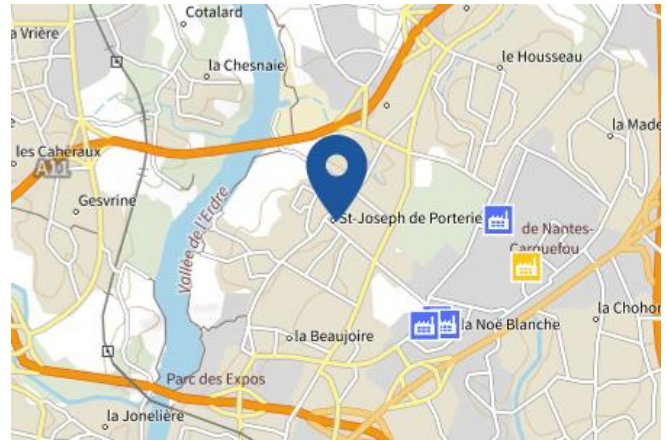 Cotalard
a Vrière
la Chesnaie
le Housseau
la Made
les Cahéraux
A11
Gesvrine
Vallée de l'Erdre
St-Joseph de Porterie
de Nantes-
Carquefou
la Chohon
la Noë Blanche
la Beaujoire
Parc des Expos
la Jonelière